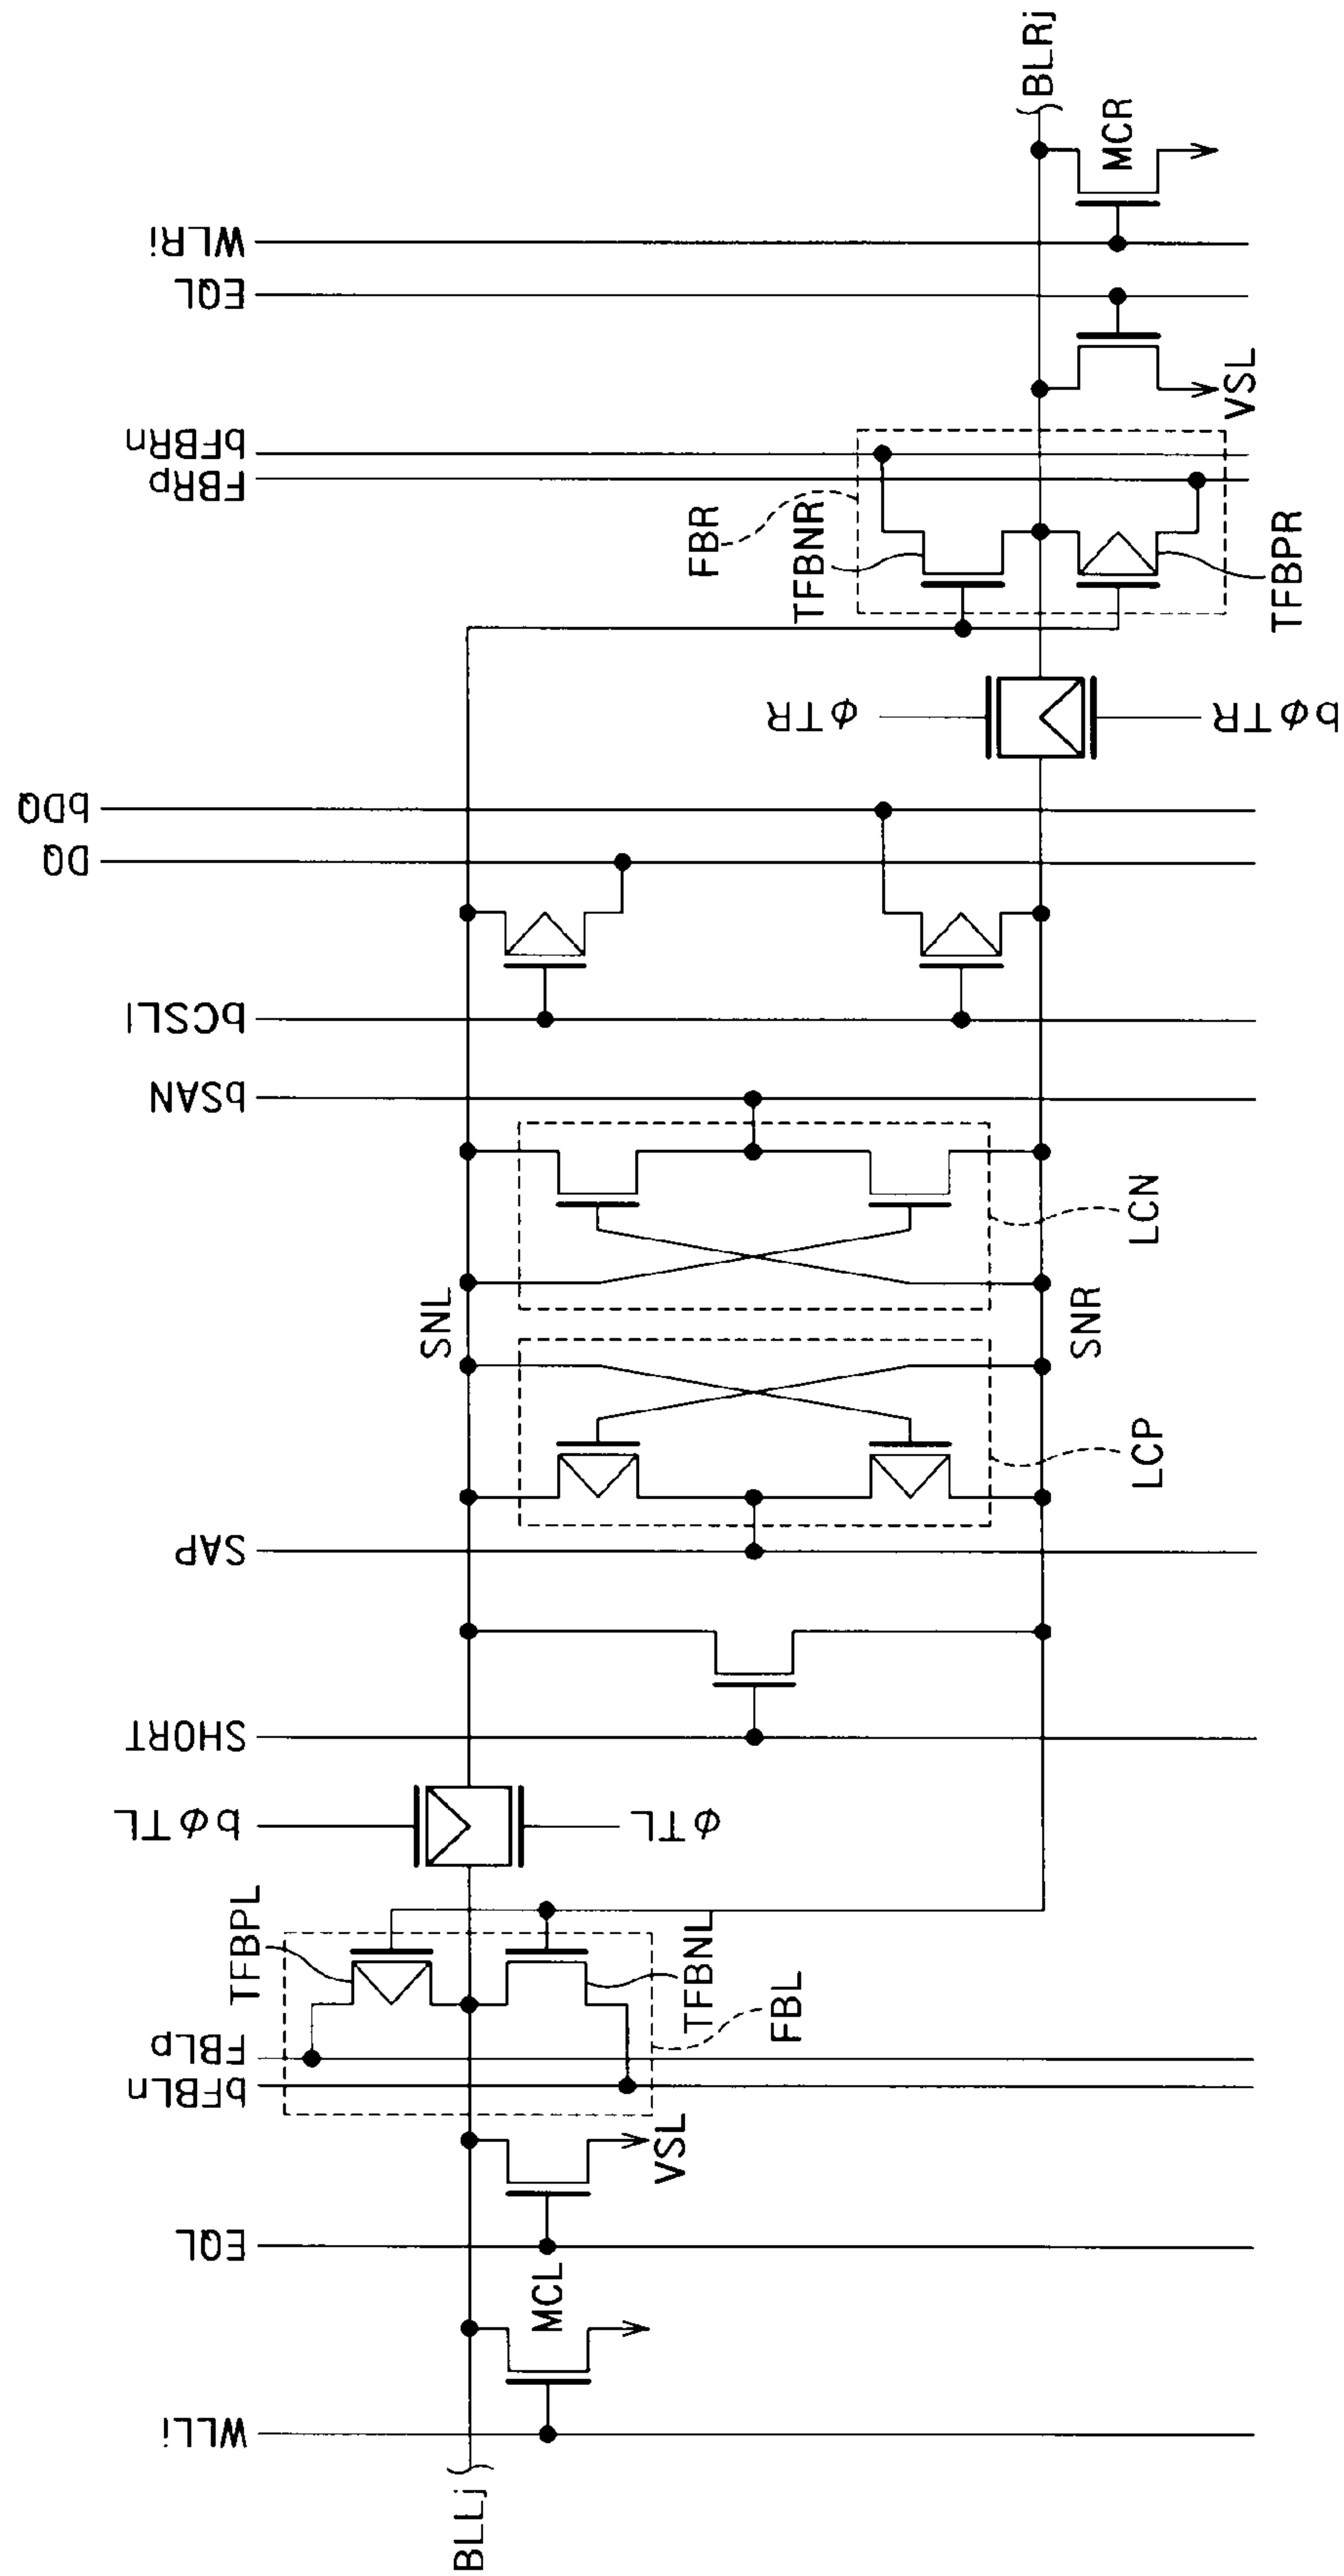 BLLj
WLLi
MCL
EQL
VSL
bFBLn
FBLp
TFBPL
TFBNL
FBL
bφTL
φTL
SHORT
SAP
LCP
SNL
SNR
LCN
bSAN
bCSLl
DQ
bDQ
φTR
bφTR
FBR
TFBNR
TFBPR
FBRp
bFBRn
VSL
EQL
WLRi
MCR
BLRj